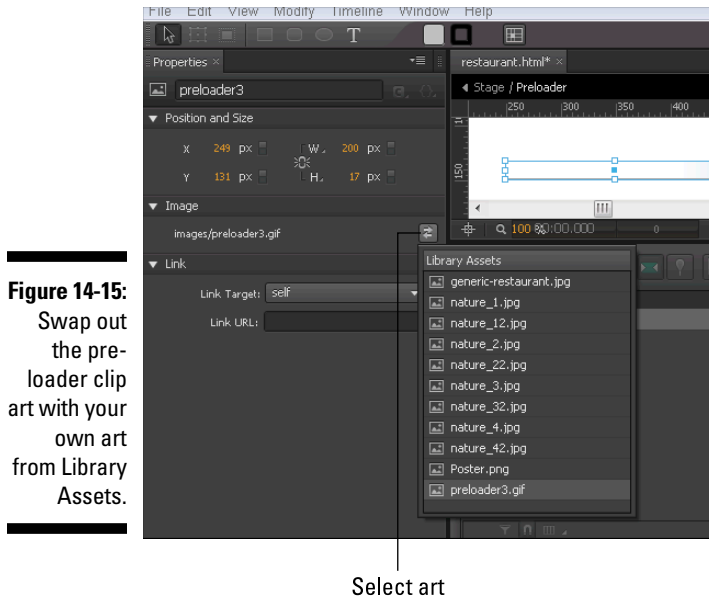 File Edit View Modify Timeline Window Help
T
Properties ×
restaurant.html* ×
preloader3
Stage / Preloader
Position and Size
250 300 350 400
X 249 px W 200 px
Y 131 px H 17 px
150
Image
images/preloader3.gif
100 %
0
Link
Link Target: self
Link URL:
Library Assets
generic-restaurant.jpg
nature_1.jpg
nature_12.jpg
nature_2.jpg
nature_22.jpg
nature_3.jpg
nature_32.jpg
nature_4.jpg
nature_42.jpg
Poster.png
preloader3.gif
Figure 14-15:
Swap out
the pre-
loader clip
art with your
own art
from Library
Assets.
Select art